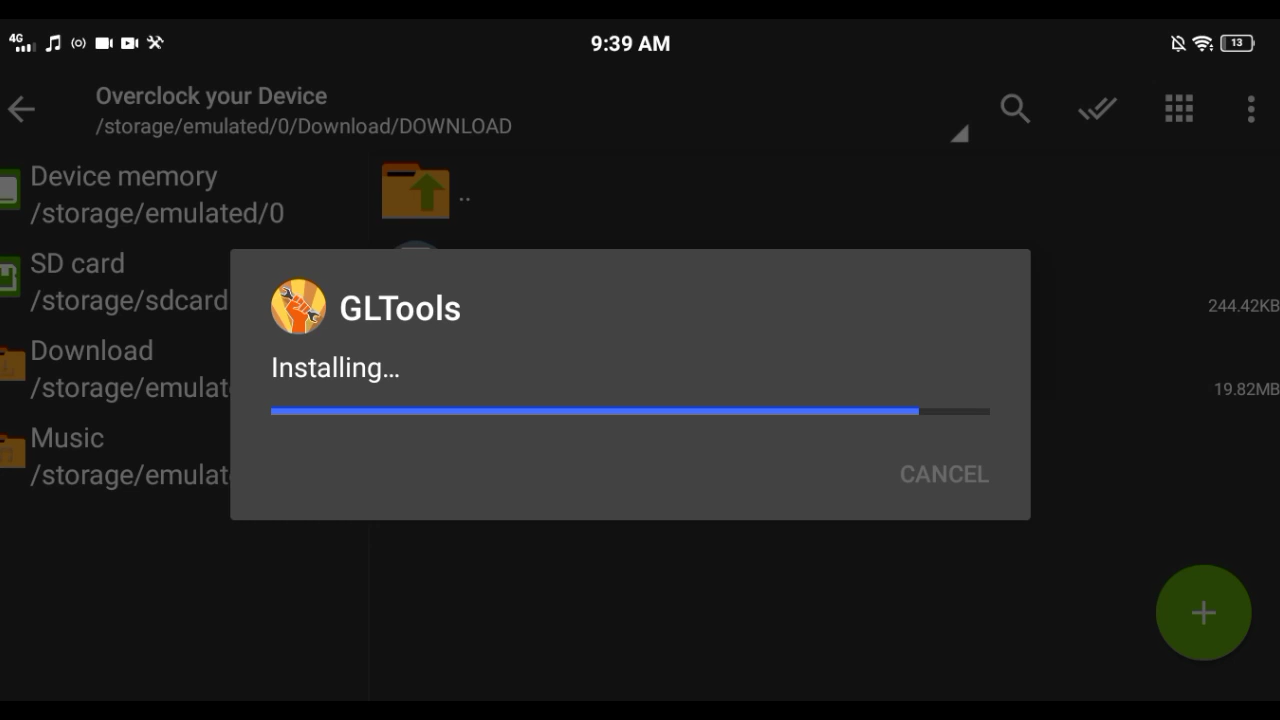 4G
9:39 AM
13
Overclock your Device
/storage/emulated/0/Download/DOWNLOAD
Device memory
/storage/emulated/0
..
SD card
/storage/sdcard
244.42KB
Download
/storage/emulat
19.82MB
Music
/storage/emulat
GLTools
Installing...
CANCEL